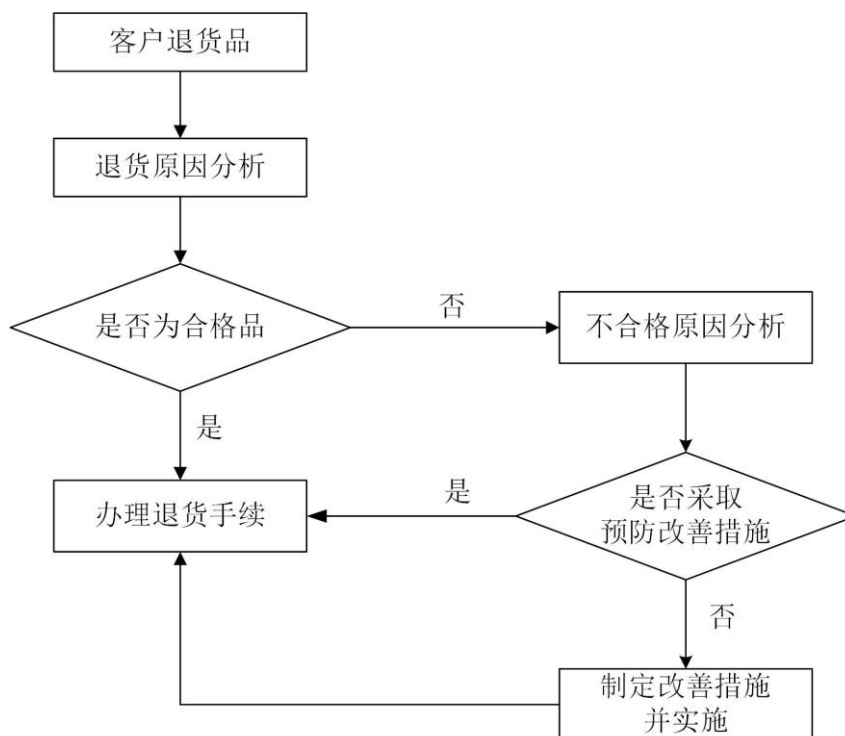 客户退货品
退货原因分析
是否为合格品
否
不合格原因分析
是
办理退货手续
是
是否采取
预防改善措施
否
制定改善措施
并实施